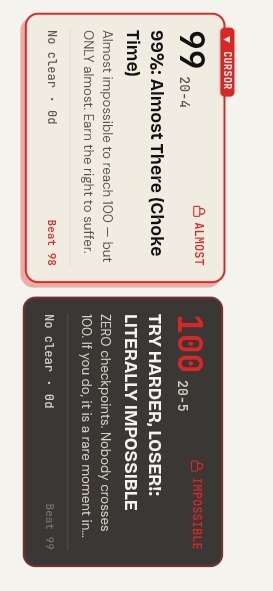 ▼ CURSOR
99 20-4
ALMOST
99%: Almost There (Choke
Time)
Almost impossible to reach 100 — but
ONLY almost. Earn the right to suffer.
No clear · 0d
Beat 98
100 20-5
IMPOSSIBLE
TRY HARDER, LOSER!:
LITERALLY IMPOSSIBLE
ZERO checkpoints. Nobody crosses
100. If you do, it is a rare moment in…
No clear · 0d
Beat 99